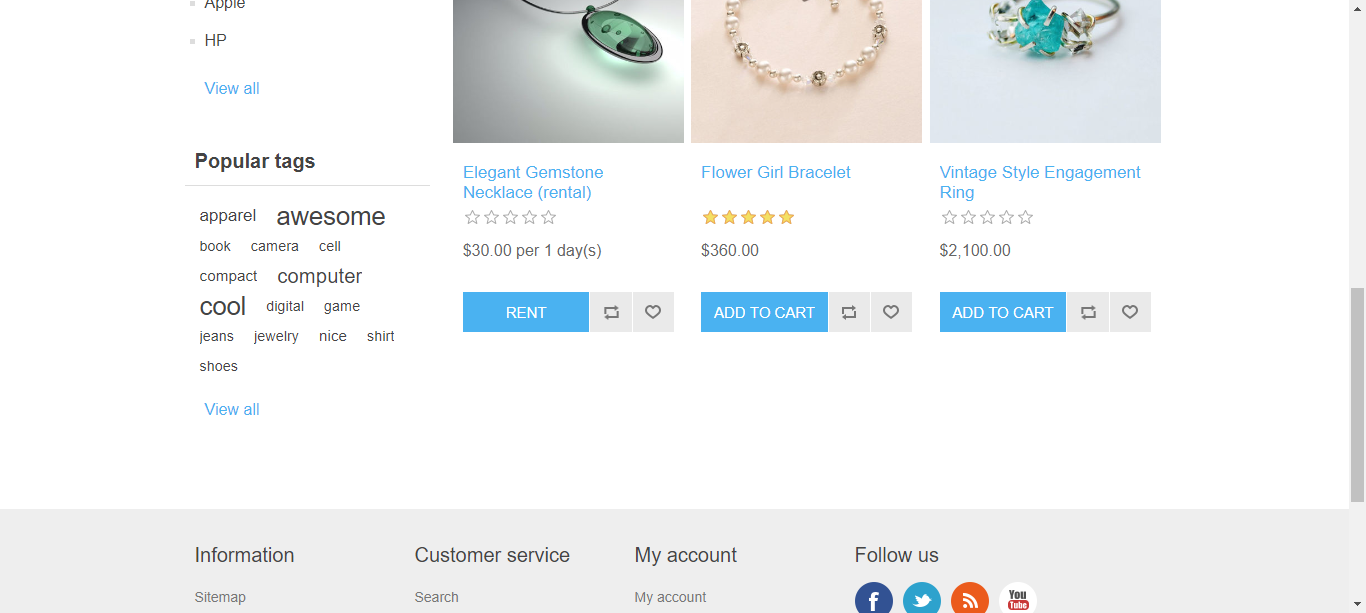 Apple
HP
View all
Popular tags
apparel awesome
book camera cell
compact computer
cool digital game
jeans jewelry nice shirt
shoes
View all
Elegant Gemstone
Necklace (rental)
$30.00 per 1 day(s)
RENT
Flower Girl Bracelet
$360.00
ADD TO CART
Vintage Style Engagement
Ring
$2,100.00
ADD TO CART
Information
Sitemap
Customer service
Search
My account
My account
Follow us
f
You
Tube